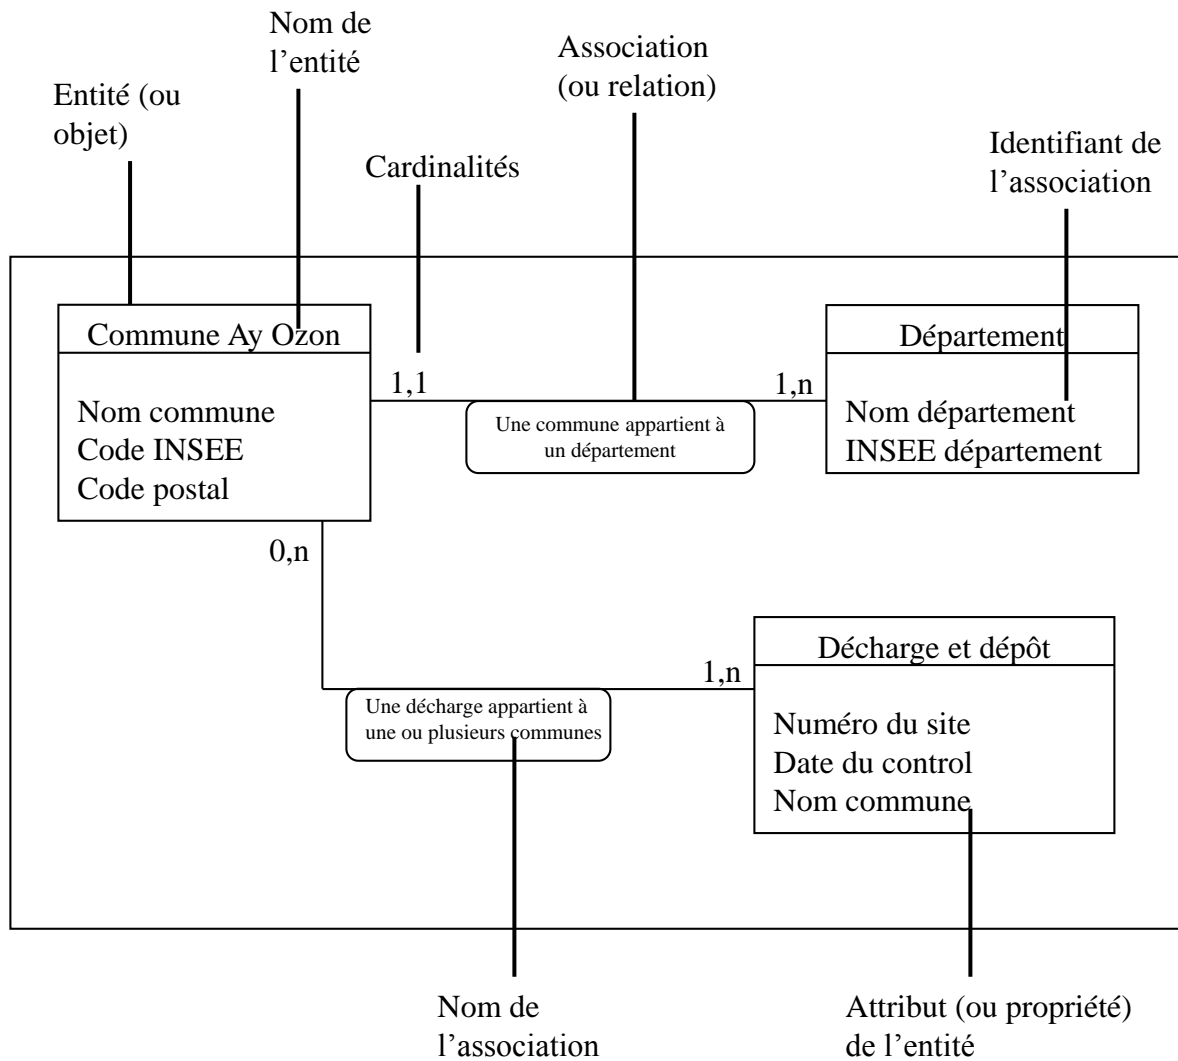 Nom de
l’entité
Association
(ou relation)
Entité (ou
objet)
Identifiant de
l’association
Cardinalités
Commune Ay Ozon
Nom commune
Code INSEE
Code postal
1,1
1,n
Une commune appartient à
un département
Département
Nom département
INSEE département
0,n
1,n
Une décharge appartient à
une ou plusieurs communes
Décharge et dépôt
Numéro du site
Date du control
Nom commune
Nom de
l’association
Attribut (ou propriété)
de l’entité